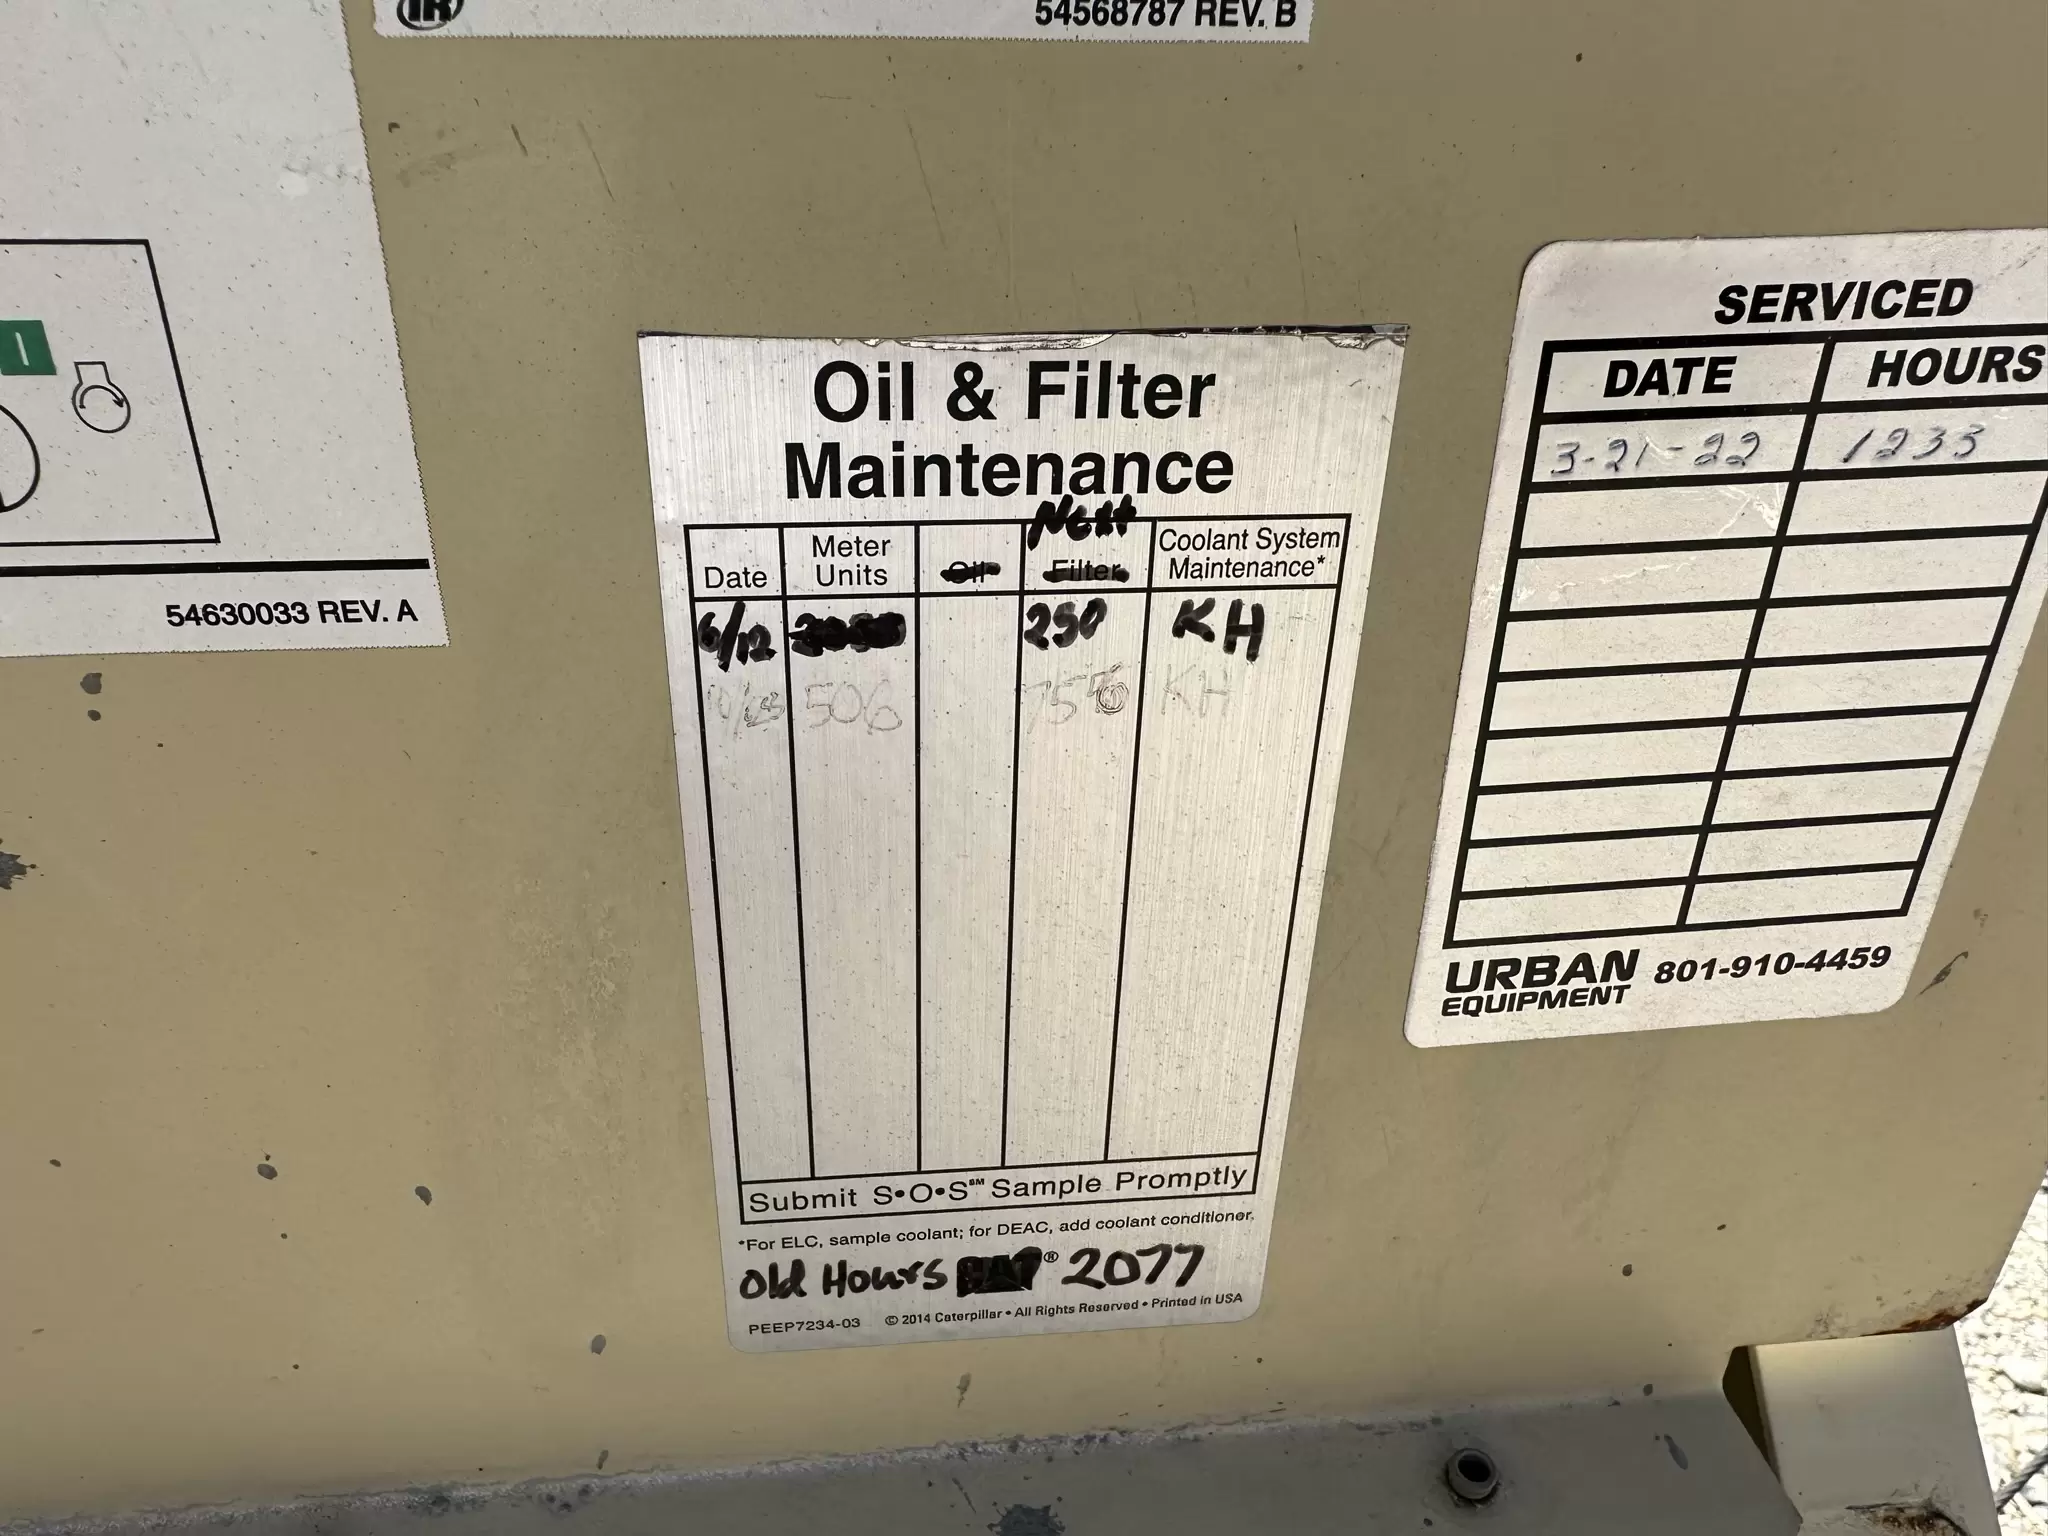 IR
54568787 REV. B
54630033 REV. A
Oil & Filter
Maintenance
Next
Date Meter Units Oil Filter Coolant System Maintenance*
6/12 250 KH
506 KH
Submit S•O•S℠ Sample Promptly
*For ELC, sample coolant; for DEAC, add coolant conditioner.
Old Hours ® 2077
PEEP7234-03 © 2014 Caterpillar • All Rights Reserved • Printed in USA
SERVICED
DATE HOURS
3-21-22 1233
URBAN EQUIPMENT 801-910-4459